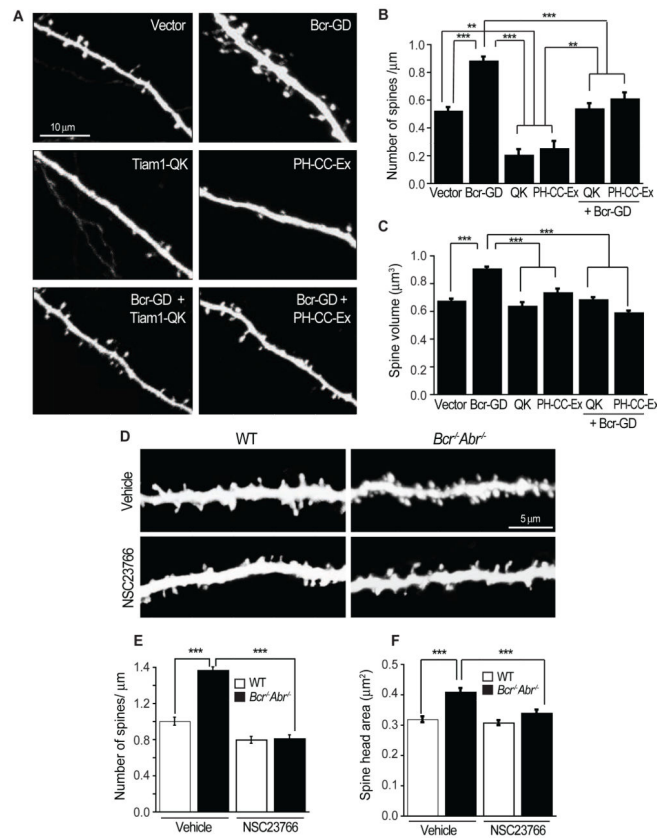 A
Vector
Bcr-GD
10 μm
Tiam1-QK
PH-CC-Ex
Bcr-GD +
Tiam1-QK
Bcr-GD +
PH-CC-Ex
B
Number of spines /μm
1.0
0.8
0.6
0.4
0.2
0
**
***
***
***
**
Vector Bcr-GD QK PH-CC-Ex QK PH-CC-Ex
+ Bcr-GD
C
Spine volume (μm³)
1.0
0.8
0.6
0.4
0.2
0.0
***
***
***
Vector Bcr-GD QK PH-CC-Ex QK PH-CC-Ex
+ Bcr-GD
D
WT
Bcr-/-Abr-/-
Vehicle
5 μm
NSC23766
E
Number of spines/ μm
1.4
1.2
0.8
0.4
0.0
***
***
WT
Bcr-/-Abr-/-
Vehicle
NSC23766
F
Spine head area (μm²)
0.5
0.4
0.3
0.2
0.1
0
***
***
WT
Bcr-/-Abr-/-
Vehicle
NSC23766